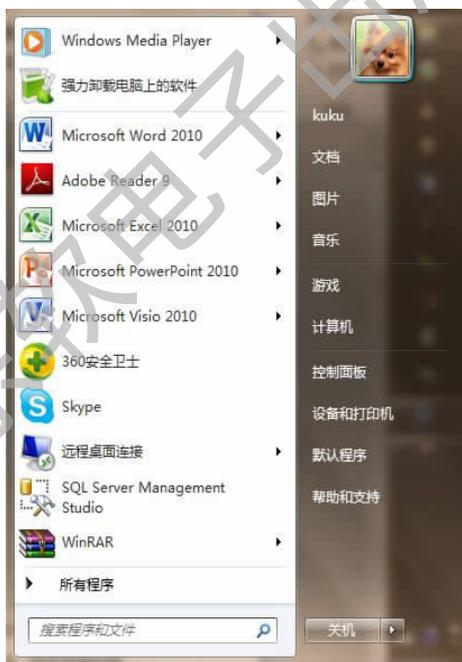 Windows Media Player
强力卸载电脑上的软件
Microsoft Word 2010
Adobe Reader 9
Microsoft Excel 2010
Microsoft PowerPoint 2010
Microsoft Visio 2010
360安全卫士
Skype
远程桌面连接
SQL Server Management
Studio
WinRAR
所有程序
搜索程序和文件
kuku
文档
图片
音乐
游戏
计算机
控制面板
设备和打印机
默认程序
帮助和支持
关机